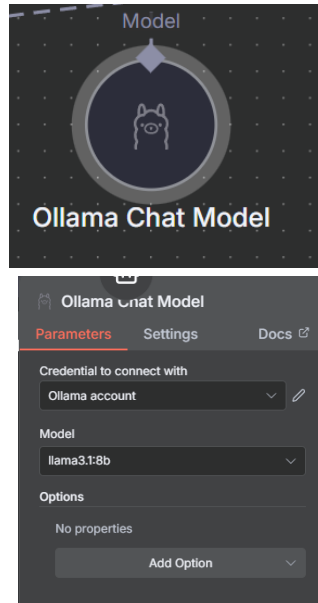 Model
Ollama Chat Model
Ollama Chat Model
Parameters Settings Docs
Credential to connect with
Ollama account
Model
llama3.1:8b
Options
No properties
Add Option